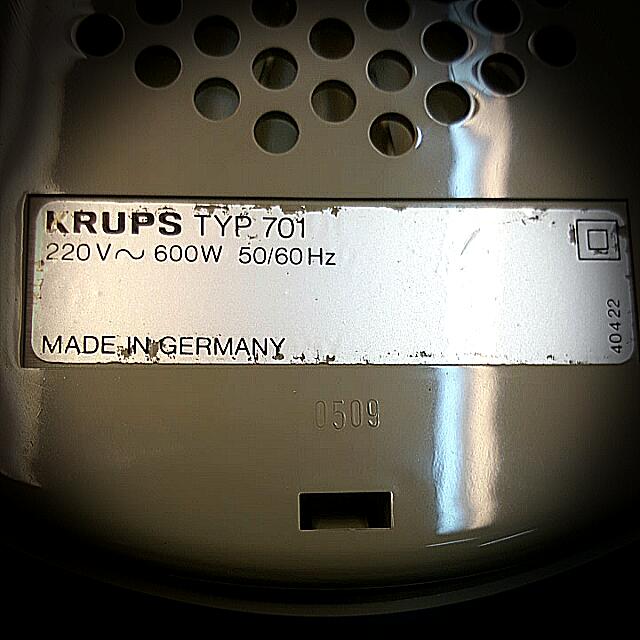 KRUPS TYP 701
220V~ 600W 50/60Hz
MADE IN GERMANY
40422
0509